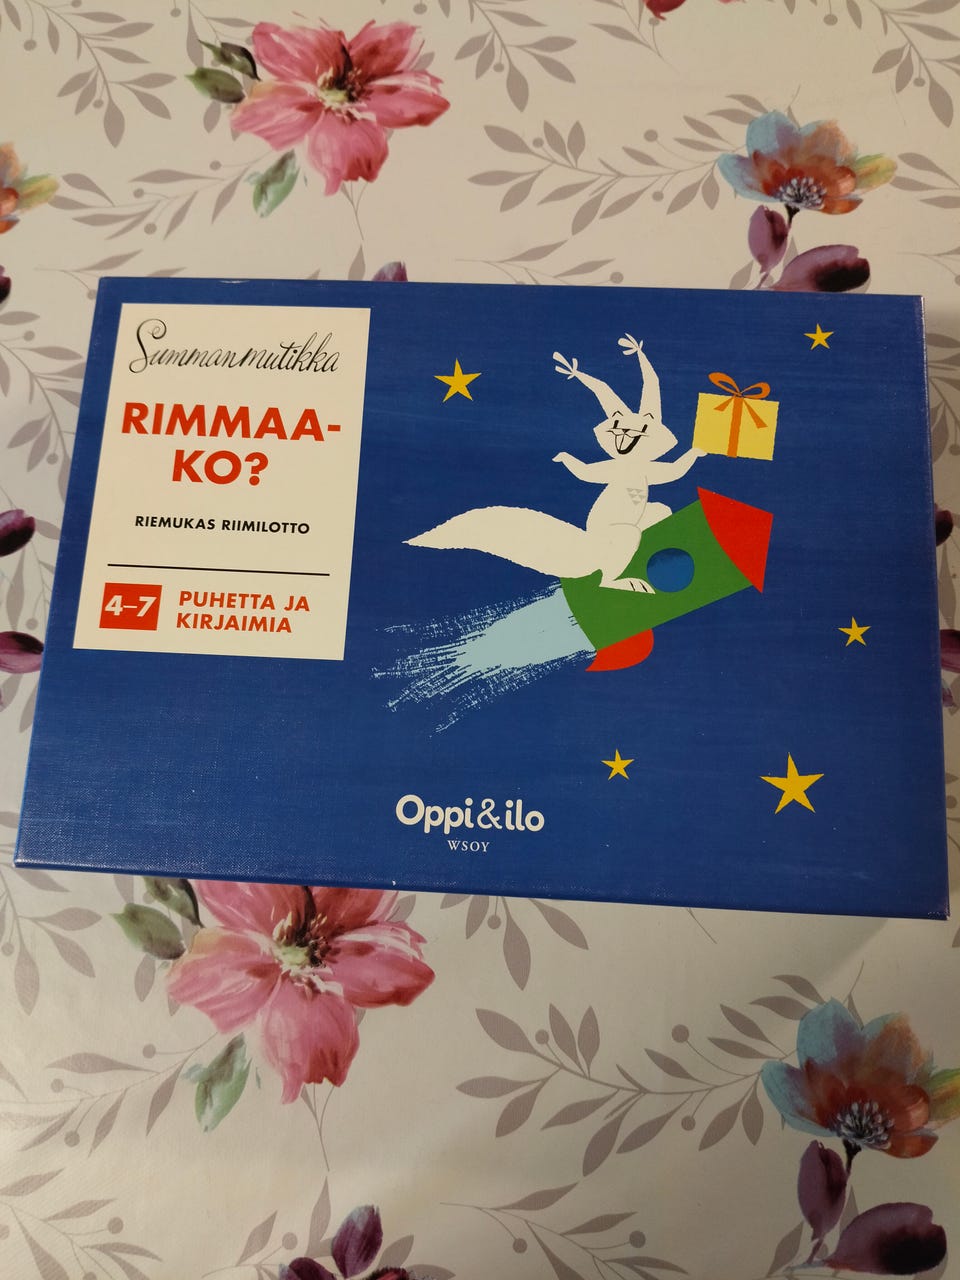 Summanmutikka
RIMMAA-
KO?
RIEMUKAS RIIMILOTTO
4–7
PUHETTA JA
KIRJAIMIA
Oppi&ilo
WSOY